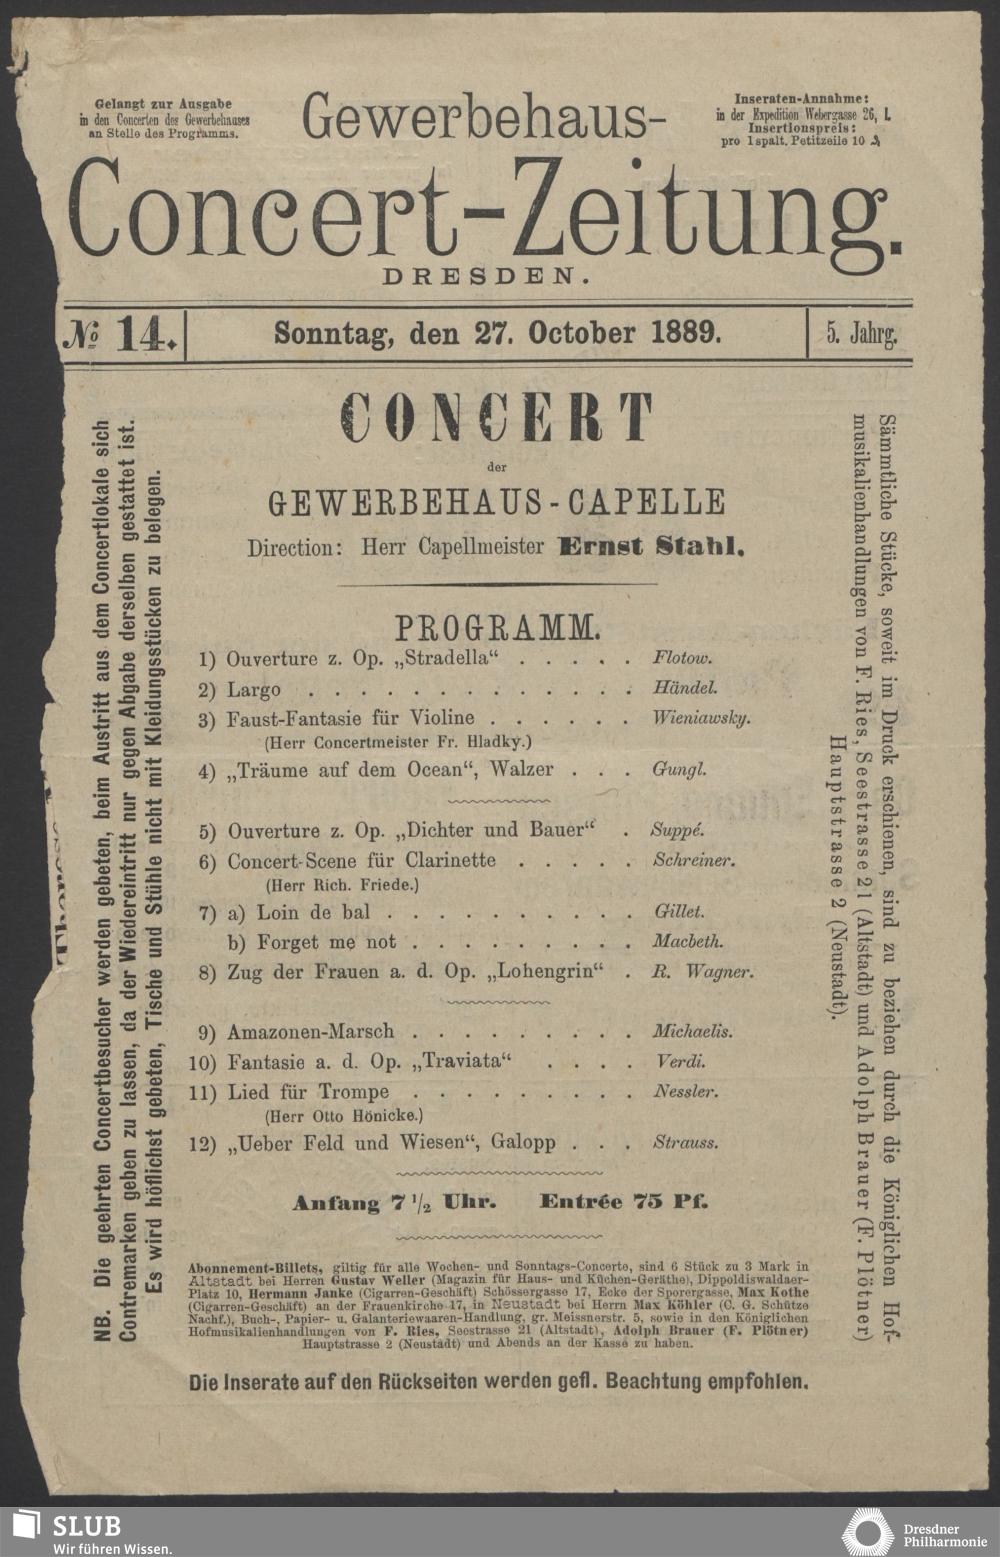 Gelangt zur Ausgabe
in den Concerten des Gewerbehauses
an Stelle des Programms.
Gewerbehaus-
Inseraten-Annahme:
in der Expedition Webergasse 26, I.
Insertionspreis:
pro 1spalt. Petitzeile 10 ₰
Concert-Zeitung.
DRESDEN.
No 14.
Sonntag, den 27. October 1889.
5. Jahrg.
NB. Die geehrten Concertbesucher werden gebeten, beim Austritt aus dem Concertlokale sich
Contremarken geben zu lassen, da der Wiedereintritt nur gegen Abgabe derselben gestattet ist.
Es wird höflichst gebeten, Tische und Stühle nicht mit Kleidungsstücken zu belegen.
CONCERT
der
GEWERBEHAUS-CAPELLE
Direction: Herr Capellmeister Ernst Stahl.
PROGRAMM.
1) Ouverture z. Op. „Stradella“ . . . . . Flotow.
2) Largo . . . . . . . . . . . . . Händel.
3) Faust-Fantasie für Violine . . . . . . Wieniawsky.
(Herr Concertmeister Fr. Hladky.)
4) „Träume auf dem Ocean“, Walzer . . . Gungl.
5) Ouverture z. Op. „Dichter und Bauer“ . Suppé.
6) Concert-Scene für Clarinette . . . . . Schreiner.
(Herr Rich. Friede.)
7) a) Loin de bal . . . . . . . . . . Gillet.
b) Forget me not . . . . . . . . . Macbeth.
8) Zug der Frauen a. d. Op. „Lohengrin“ . R. Wagner.
9) Amazonen-Marsch . . . . . . . . . Michaelis.
10) Fantasie a. d. Op. „Traviata“ . . . . Verdi.
11) Lied für Trompe . . . . . . . . . Nessler.
(Herr Otto Hönicke.)
12) „Ueber Feld und Wiesen“, Galopp . . . Strauss.
Anfang 7 1/2 Uhr. Entrée 75 Pf.
Abonnement-Billets, giltig für alle Wochen- und Sonntags-Concerte, sind 6 Stück zu 3 Mark in
Altstadt bei Herren Gustav Weller (Magazin für Haus- und Küchen-Geräthe), Dippoldiswaldaer-
Platz 10, Hermann Janke (Cigarren-Geschäft) Schössergasse 17, Ecke der Sporergasse, Max Kothe
(Cigarren-Geschäft) an der Frauenkirche 17, in Neustadt bei Herrn Max Köhler (C. G. Schütze
Nachf.), Buch-, Papier- u. Galanteriewaaren-Handlung, gr. Meissnerstr. 5, sowie in den Königlichen
Hofmusikalienhandlungen von F. Ries, Seestrasse 21 (Altstadt), Adolph Brauer (F. Plötner)
Hauptstrasse 2 (Neustadt) und Abends an der Kasse zu haben.
Die Inserate auf den Rückseiten werden gefl. Beachtung empfohlen.
Sämmtliche Stücke, soweit im Druck erschienen, sind zu beziehen durch die Königlichen Hof-
musikalienhandlungen von F. Ries, Seestrasse 21 (Altstadt) und Adolph Brauer (F. Plötner)
Hauptstrasse 2 (Neustadt).
SLUB
Wir führen Wissen.
Dresdner
Philharmonie